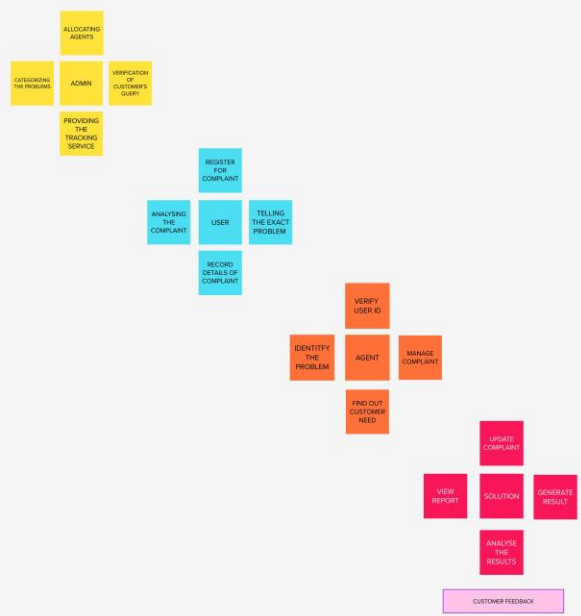 ALLOCATING
AGENTS
CATEGORIZING
THE PROBLEMS
ADMIN
VERIFICATION
OF
CUSTOMER'S
QUERY
PROVIDING
THE
TRACKING
SERVICE
REGISTER
FOR
COMPLAINT
ANALYSING
THE
COMPLAINT
USER
TELLING
THE EXACT
PROBLEM
RECORD
DETAILS OF
COMPLAINT
VERIFY
USER ID
IDENTITFY
THE
PROBLEM
AGENT
MANAGE
COMPLAINT
FIND OUT
CUSTOMER
NEED
UPDATE
COMPLAINT
VIEW
REPORT
SOLUTION
GENERATE
RESULT
ANALYSE
THE
RESULTS
CUSTOMER FEEDBACK